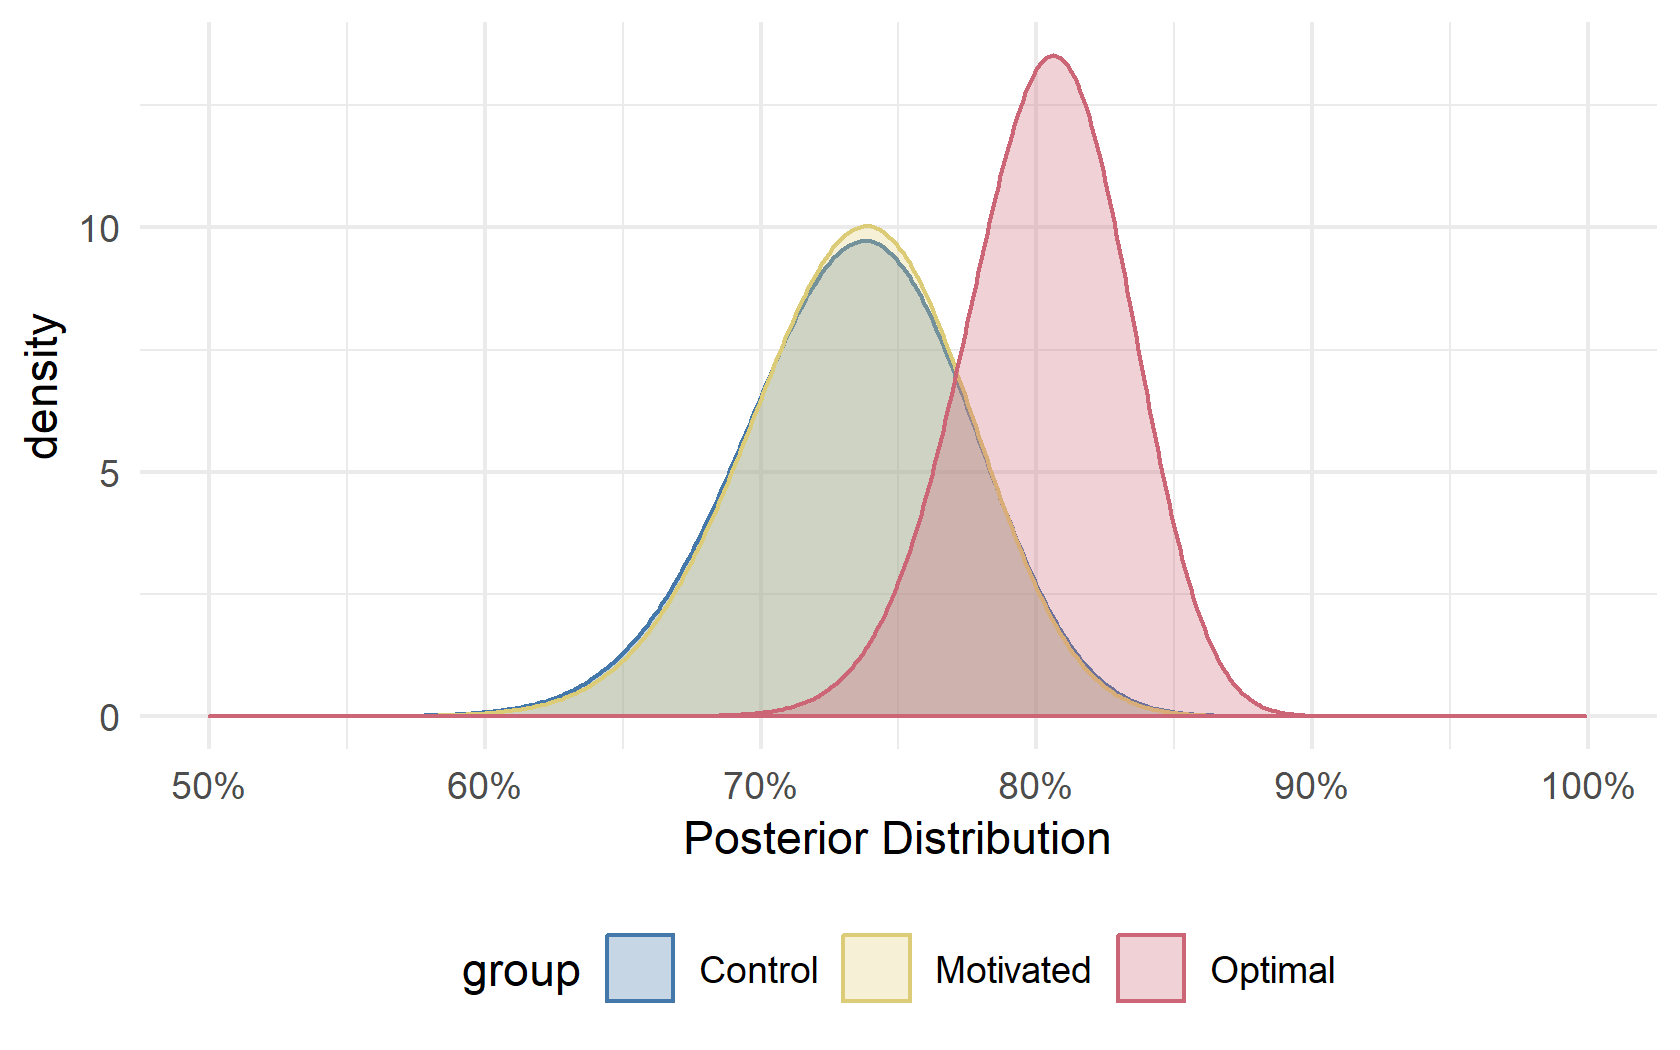 density
10
5
0
50% 60% 70% 80% 90% 100%
Posterior Distribution
group Control Motivated Optimal